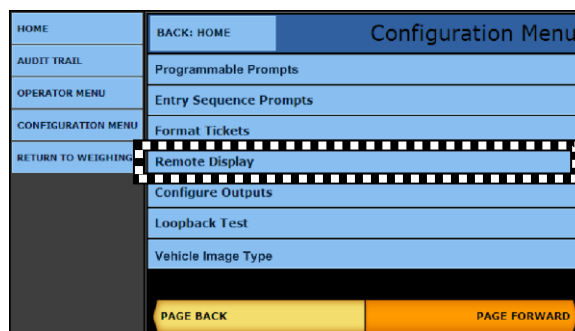 HOME
AUDIT TRAIL
OPERATOR MENU
CONFIGURATION MENU
RETURN TO WEIGHING
BACK: HOME
Configuration Menu
Programmable Prompts
Entry Sequence Prompts
Format Tickets
Remote Display
Configure Outputs
Loopback Test
Vehicle Image Type
PAGE BACK
PAGE FORWARD